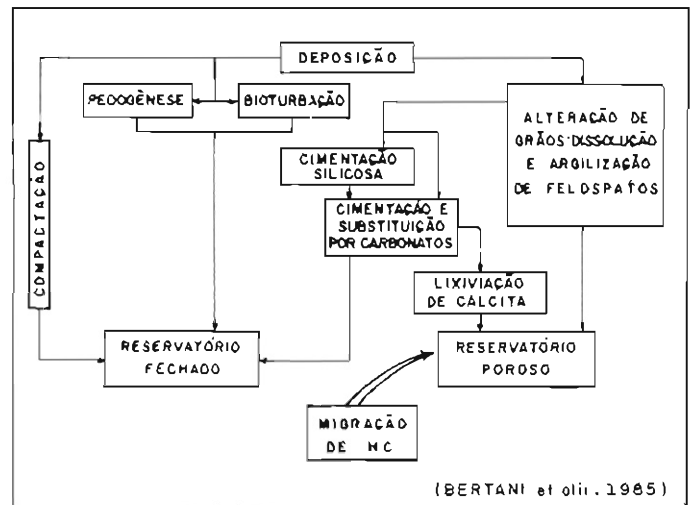 DEPOSIÇÃO
PEDOGÊNESE
BIOTURBAÇÃO
ALTERAÇÃO DE
GRÃOS-DISSOLUÇÃO
E ARGILIZAÇÃO
DE FELDSPATOS
COMPACTAÇÃO
CIMENTAÇÃO
SILICOSA
CIMENTAÇÃO E
SUBSTITUIÇÃO
POR CARBONATOS
LIXIVIAÇÃO
DE CALCITA
RESERVATÓRIO
FECHADO
RESERVATÓRIO
POROSO
MIGRAÇÃO
DE HC
(BERTANI et olii. 1985)